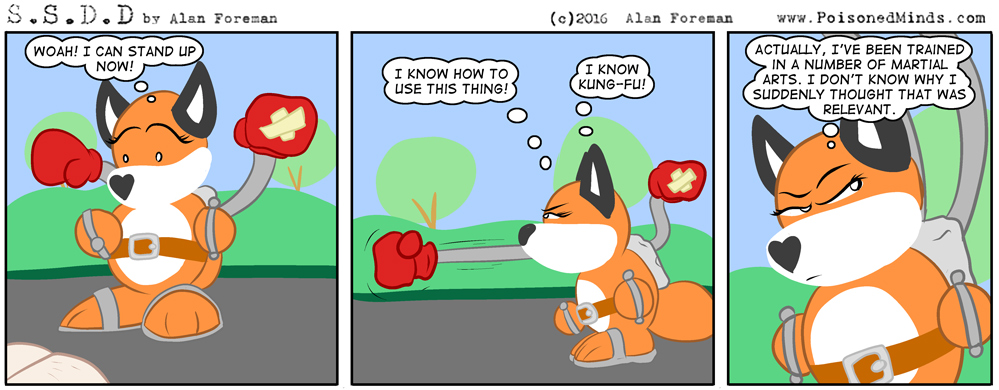 S.S.D.D by Alan Foreman
(c)2016 Alan Foreman
www.PoisonedMinds.com
WOAH! I CAN STAND UP
NOW!
I KNOW HOW TO
USE THIS THING!
I KNOW
KUNG-FU!
ACTUALLY, I'VE BEEN TRAINED
IN A NUMBER OF MARTIAL
ARTS. I DON'T KNOW WHY I
SUDDENLY THOUGHT THAT WAS
RELEVANT.